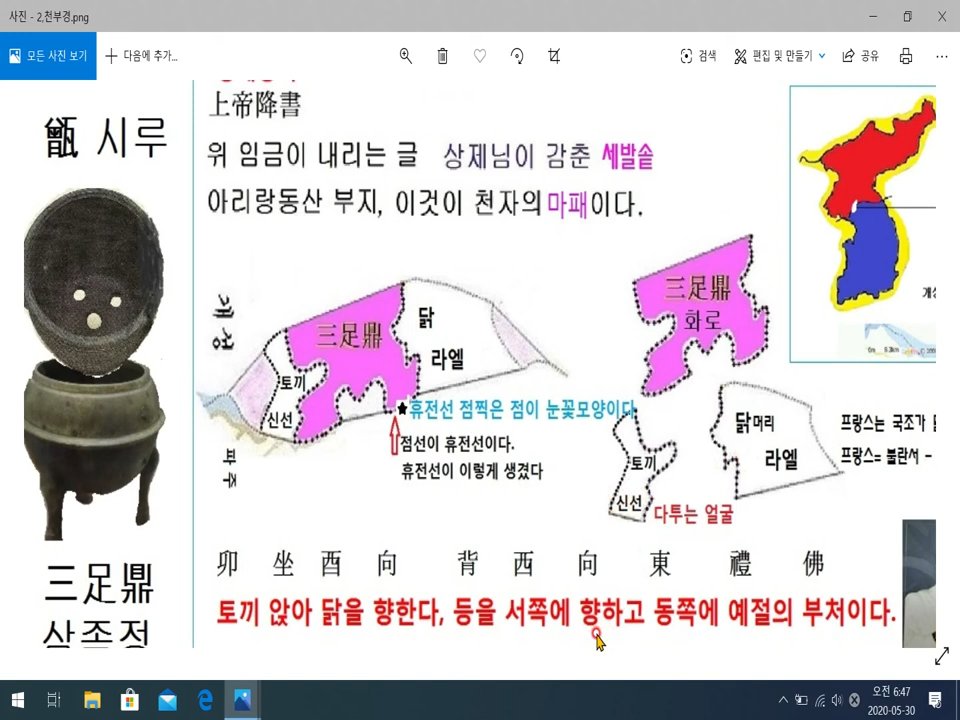 사진 - 2,천부경.png
모든 사진 보기
다음에 추가...
검색
편집 및 만들기
공유
甑 시루
上帝降書
위 임금이 내리는 글 상제님이 감춘 세발솥
아리랑동산 부지, 이것이 천자의 마패이다.
개성
三足鼎
닭
라엘
토끼
신선
파주
★휴전선 점찍은 점이 눈꽃모양이다
점선이 휴전선이다.
휴전선이 이렇게 생겼다
三足鼎
화로
닭머리
라엘
토끼
신선
다투는 얼굴
프랑스는 국조가
프랑스= 불란서 -
三足鼎
삼족정
卯 坐 酉 向 背 西 向 東 禮 佛
토끼 앉아 닭을 향한다, 등을 서쪽에 향하고 동쪽에 예절의 부처이다.
오전 6:47
2020-05-30